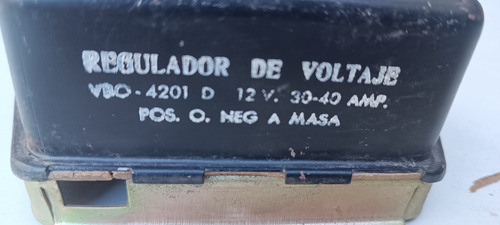 REGULADOR DE VOLTAJE
VBO-4201 D 12 V. 30-40 AMP.
POS. O. NEG A MASA